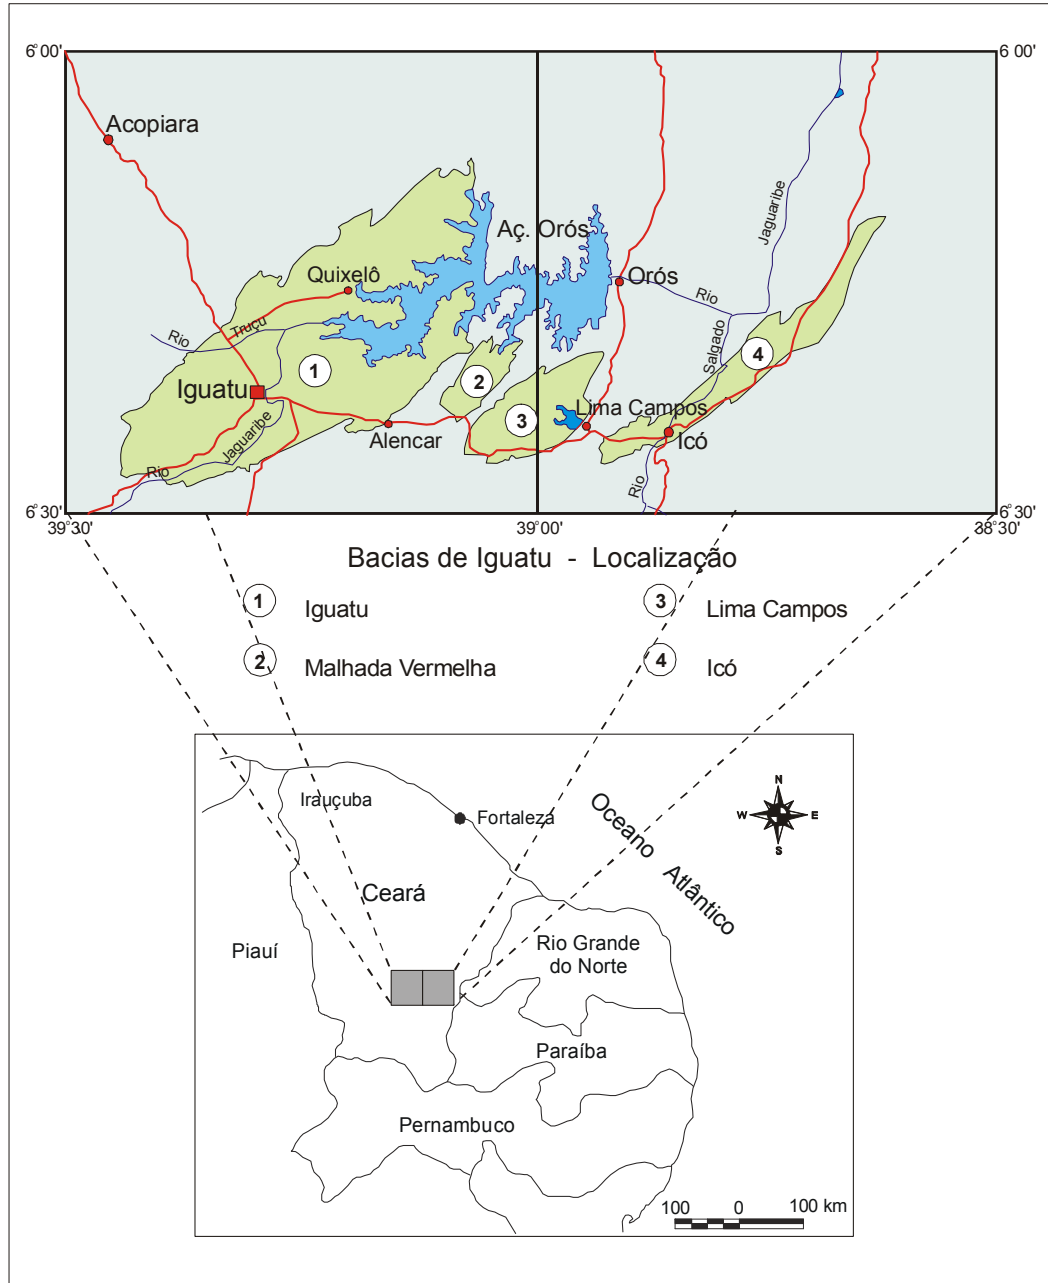 6°00'
6 00'
Acopiara
Jaguaribe
Aç. Orós
Quixelô
Orós
Rio
Truçu
Rio
Salgado
4
1
2
Iguatu
3
Lima Campos
Alencar
Icó
Jaguaribe
Rio
Rio
6°30'
6°30'
39°30'
39°00'
38°30'
Bacias de Iguatu - Localização
1 Iguatu
3 Lima Campos
2 Malhada Vermelha
4 Icó
Irauçuba
Fortaleza
Oceano Atlântico
N
W E
S
Ceará
Piauí
Rio Grande
do Norte
Paraíba
Pernambuco
100 0 100 km